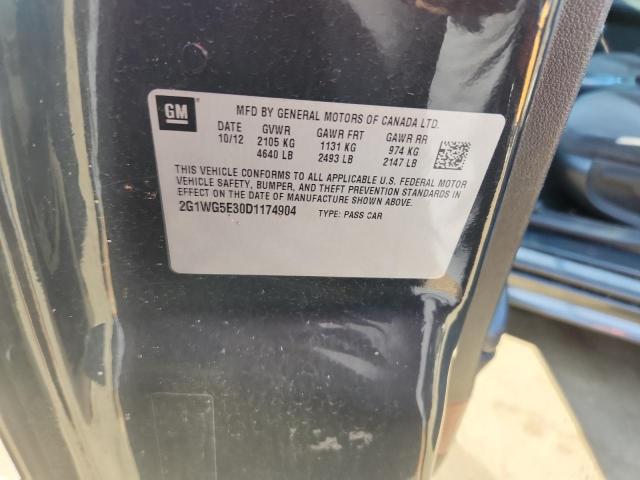 GM
MFD BY GENERAL MOTORS OF CANADA LTD.
DATE GVWR GAWR FRT GAWR RR
10/12 2105 KG 1131 KG 974 KG
4640 LB 2493 LB 2147 LB
THIS VEHICLE CONFORMS TO ALL APPLICABLE U.S. FEDERAL MOTOR
VEHICLE SAFETY, BUMPER, AND THEFT PREVENTION STANDARDS IN
EFFECT ON THE DATE OF MANUFACTURE SHOWN ABOVE.
2G1WG5E30D1174904 TYPE: PASS CAR